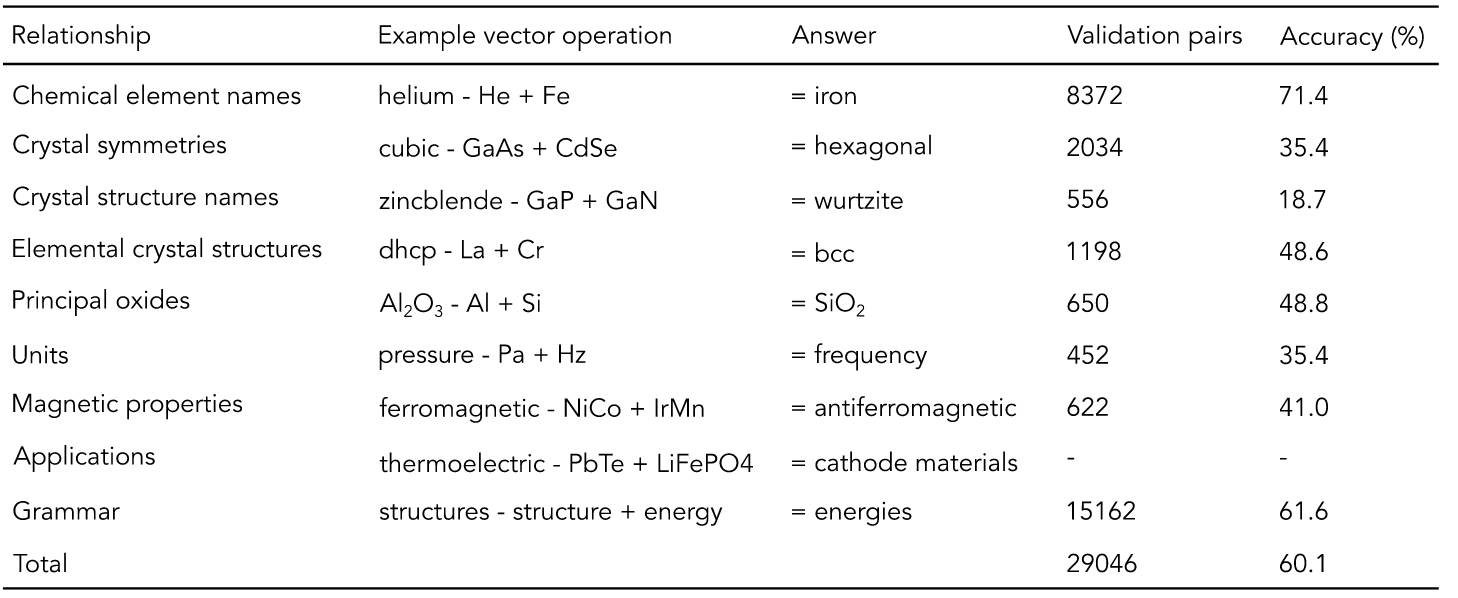 Relationship Example vector operation Answer Validation pairs Accuracy (%)
Chemical element names helium - He + Fe = iron 8372 71.4
Crystal symmetries cubic - GaAs + CdSe = hexagonal 2034 35.4
Crystal structure names zincblende - GaP + GaN = wurtzite 556 18.7
Elemental crystal structures dhcp - La + Cr = bcc 1198 48.6
Principal oxides Al₂O₃ - Al + Si = SiO₂ 650 48.8
Units pressure - Pa + Hz = frequency 452 35.4
Magnetic properties ferromagnetic - NiCo + IrMn = antiferromagnetic 622 41.0
Applications thermoelectric - PbTe + LiFePO4 = cathode materials - -
Grammar structures - structure + energy = energies 15162 61.6
Total 29046 60.1